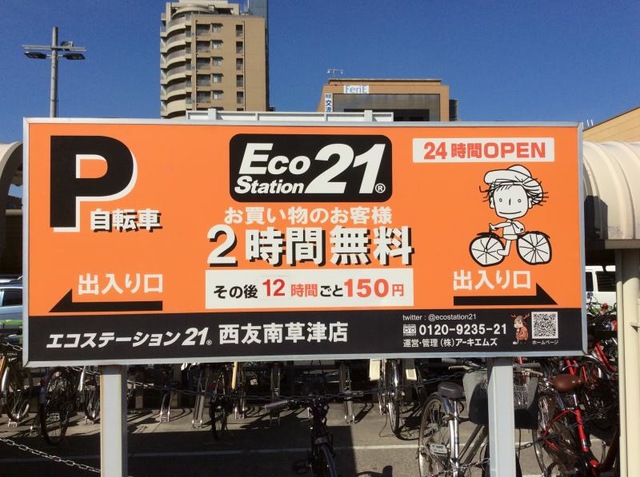 Ferie
P
自転車
Eco
Station 21®
24時間OPEN
お買い物のお客様
2時間無料
その後 12時間ごと150円
出入り口
出入り口
エコステーション21® 西友南草津店
twitter : @ecostation21
0120-9235-21
運営・管理 (株) アーキエムズ
ホームページ